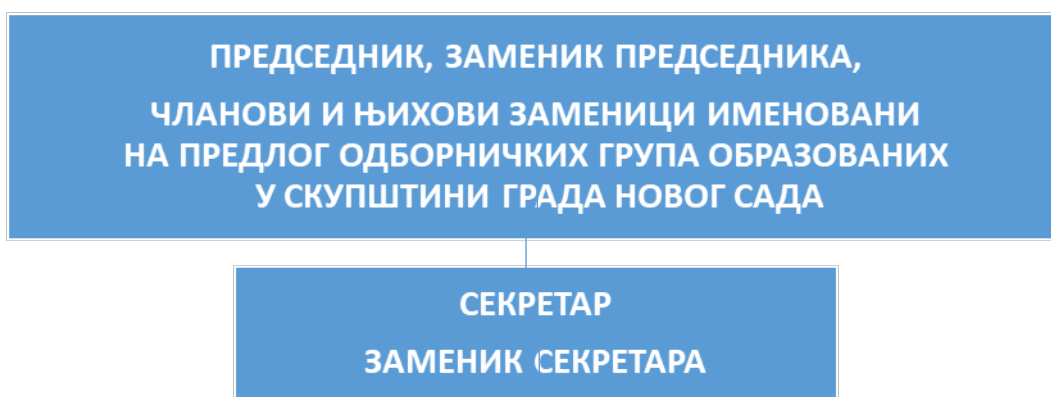 ПРЕДСЕДНИК, ЗАМЕНИК ПРЕДСЕДНИКА,
ЧЛАНОВИ И ЊИХОВИ ЗАМЕНИЦИ ИМЕНОВАНИ
НА ПРЕДЛОГ ОДБОРНИЧКИХ ГРУПА ОБРАЗОВАНИХ
У СКУПШТИНИ ГРАДА НОВОГ САДА
СЕКРЕТАР
ЗАМЕНИК СЕКРЕТАРА